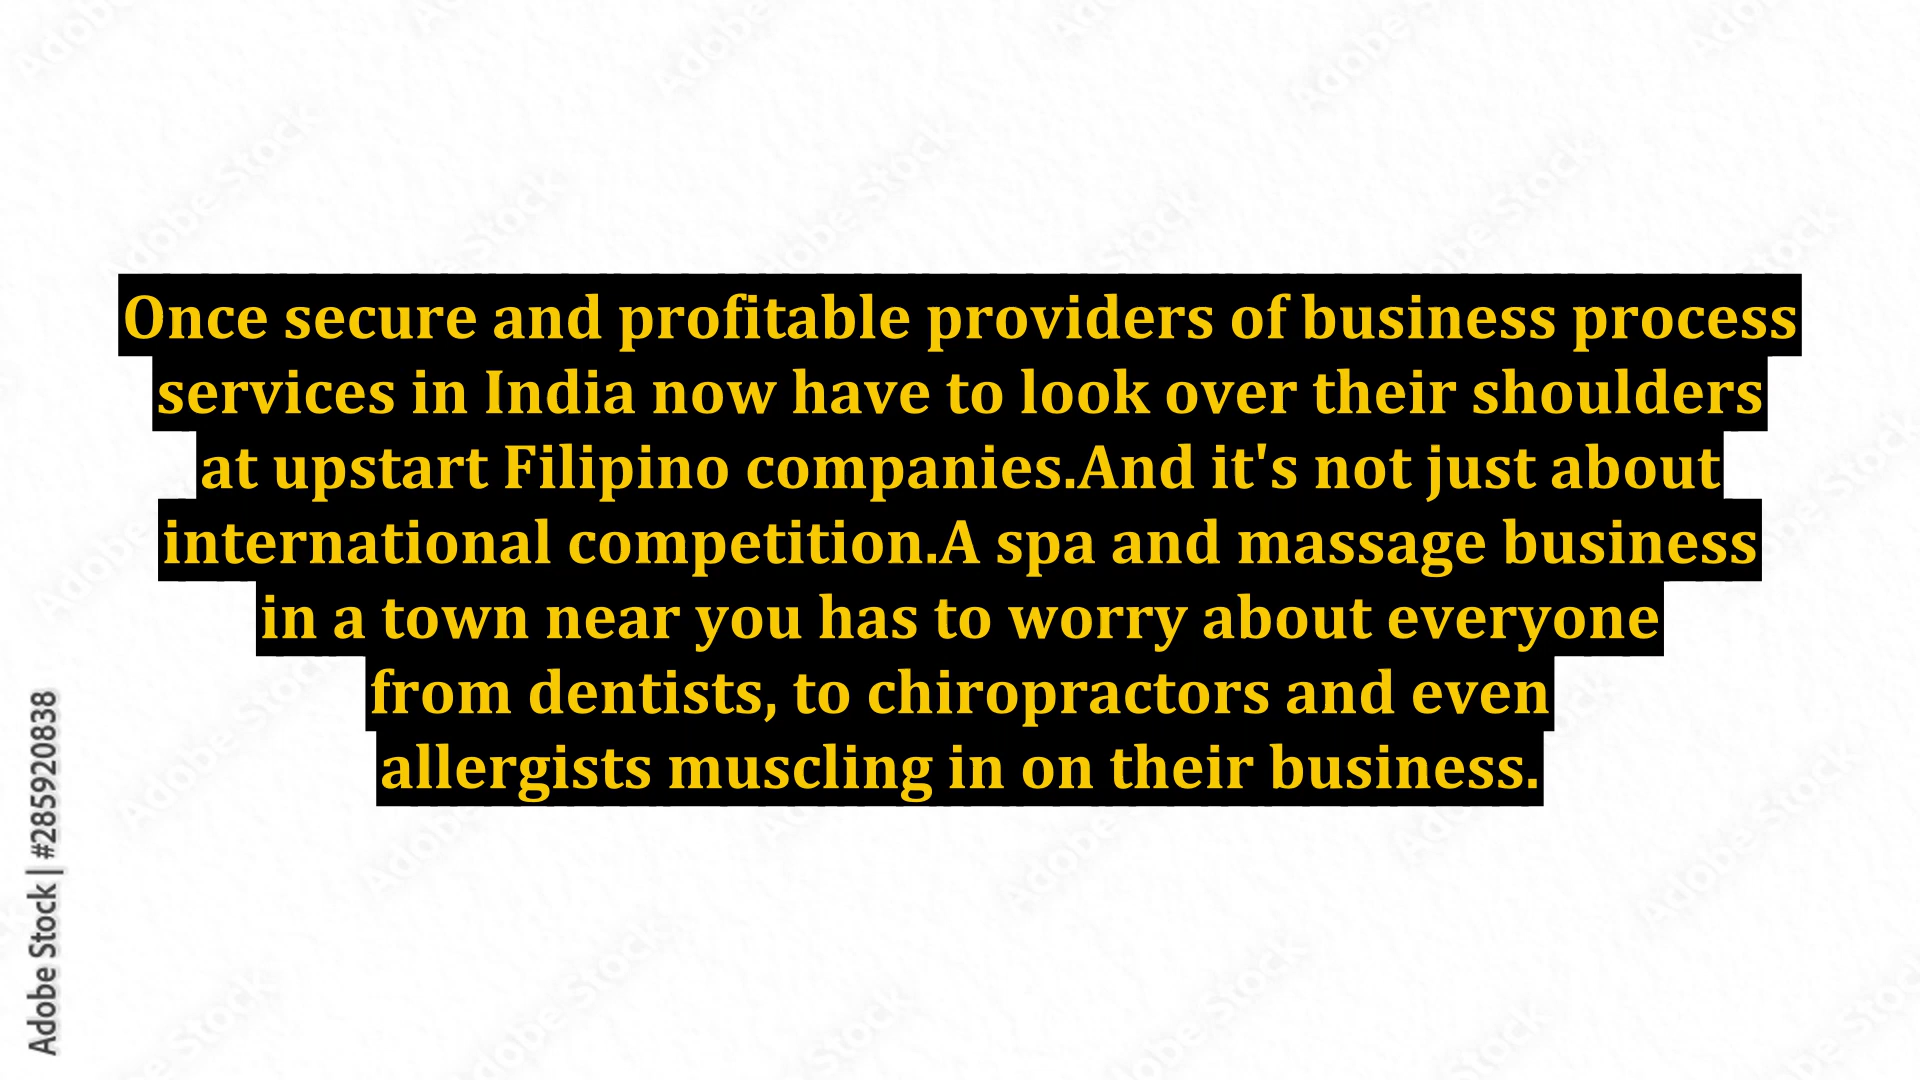 Once secure and profitable providers of business process
services in India now have to look over their shoulders
at upstart Filipino companies.And it's not just about
international competition.A spa and massage business
in a town near you has to worry about everyone
from dentists, to chiropractors and even
allergists muscling in on their business.
Adobe Stock | #285920838